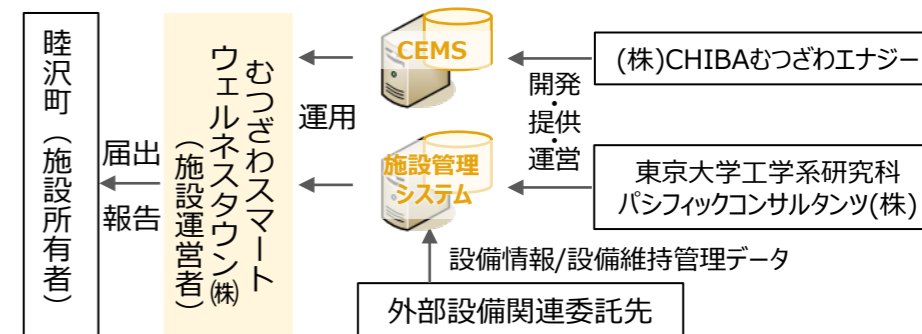 睦沢町（施設所有者）
届出
報告
むつざわスマート
ウェルネスタウン㈱
（施設運営者）
運用
CEMS
施設管理
システム
開発
・
提供
・
運営
(株)CHIBAむつざわエナジー
東京大学工学系研究科
パシフィックコンサルタンツ(株)
設備情報/設備維持管理データ
外部設備関連委託先